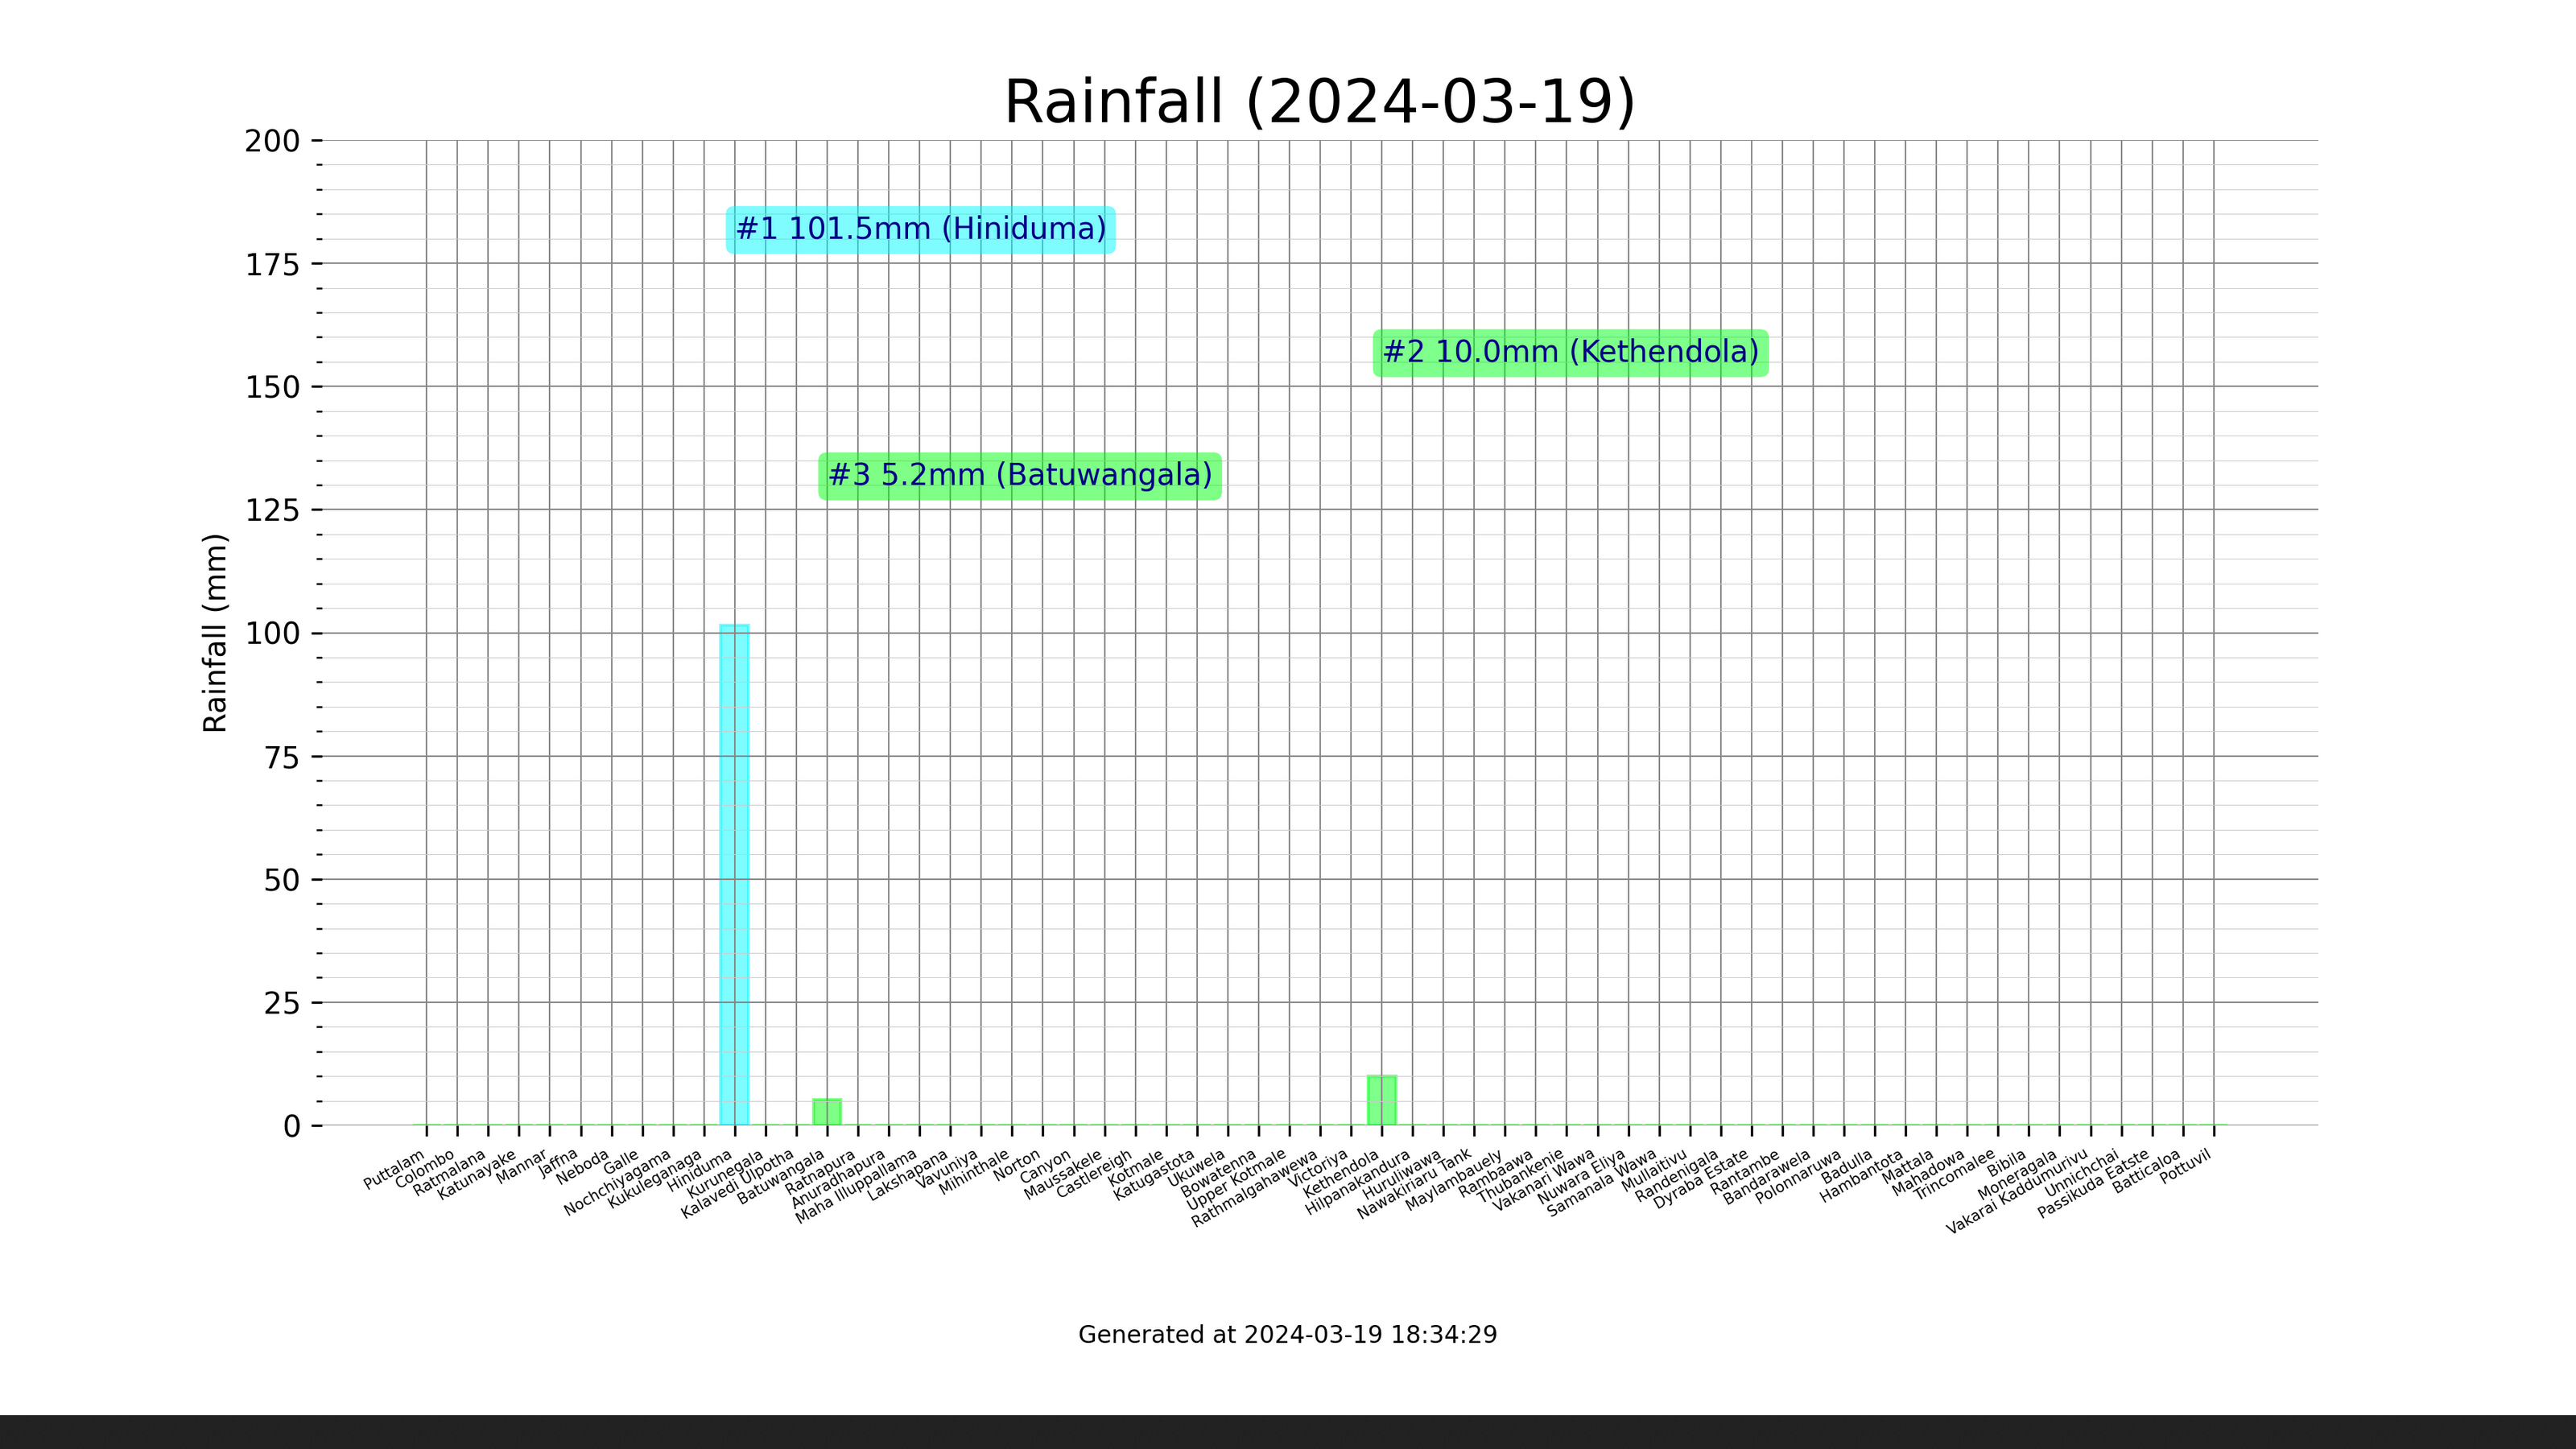 Rainfall (2024-03-19)
200
175
150
125
100
75
50
25
0
Rainfall (mm)
#1 101.5mm (Hiniduma)
#2 10.0mm (Kethendola)
#3 5.2mm (Batuwangala)
Puttalam
Colombo
Ratmalana
Katunayake
Mannar
Jaffna
Neboda
Galle
Nochchiyagama
Kukuleganaga
Hiniduma
Kurunegala
Kalavedi Ulpotha
Batuwangala
Ratnapura
Anuradhapura
Maha Illuppallama
Lakshapana
Vavuniya
Mihinthale
Norton
Canyon
Maussakele
Castlereigh
Kotmale
Katugastota
Ukuwela
Bowatenna
Upper Kotmale
Rathmalgahawewa
Victoriya
Kethendola
Hilpnakandura
Huruliwawa
Nawakiriaru Tank
Maylambauely
Rambaawa
Thubankenie
Vakanari Wawa
Nuwara Eliya
Samanala Wawa
Mullaitivu
Randenigala
Dyraba Estate
Rantambe
Bandarawela
Polonnaruwa
Badulla
Hambantota
Mattala
Mahadowa
Trincomalee
Bibila
Moneragala
Vakarai Kaddumurivu
Unnichchai
Passikuda Eatste
Batticaloa
Pottuvil
Generated at 2024-03-19 18:34:29